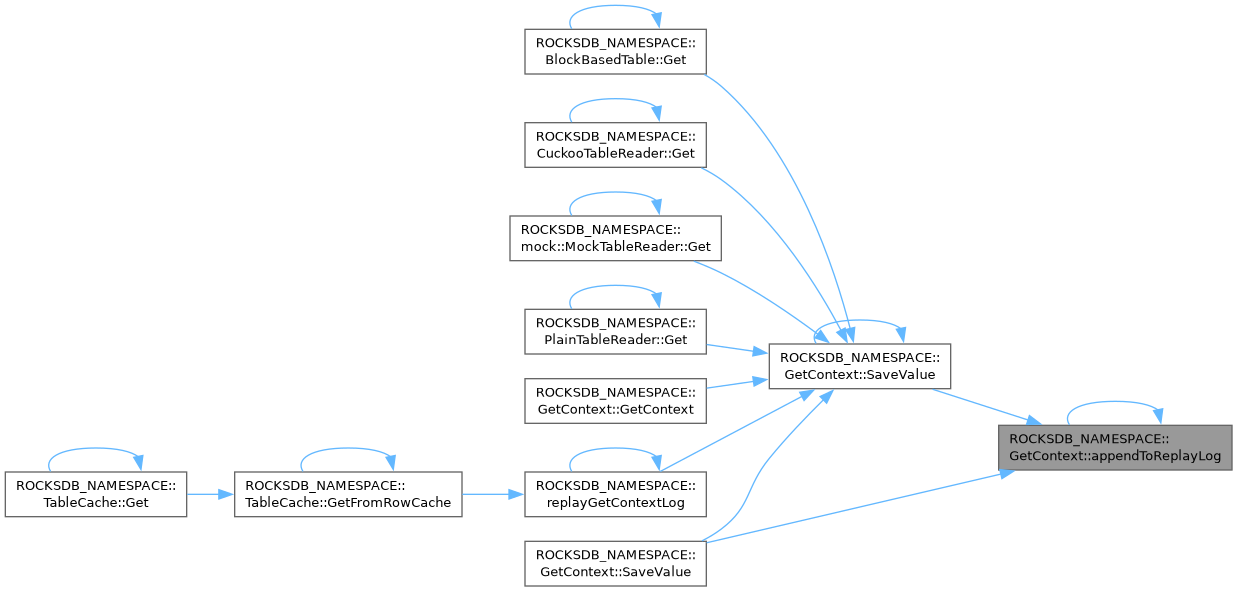 ROCKSDB_NAMESPACE::
BlockBasedTable::Get
ROCKSDB_NAMESPACE::
CuckooTableReader::Get
ROCKSDB_NAMESPACE::
mock::MockTableReader::Get
ROCKSDB_NAMESPACE::
PlainTableReader::Get
ROCKSDB_NAMESPACE::
GetContext::SaveValue
ROCKSDB_NAMESPACE::
GetContext::GetContext
ROCKSDB_NAMESPACE::
GetContext::appendToReplayLog
ROCKSDB_NAMESPACE::
TableCache::Get
ROCKSDB_NAMESPACE::
TableCache::GetFromRowCache
ROCKSDB_NAMESPACE::
replayGetContextLog
ROCKSDB_NAMESPACE::
GetContext::SaveValue